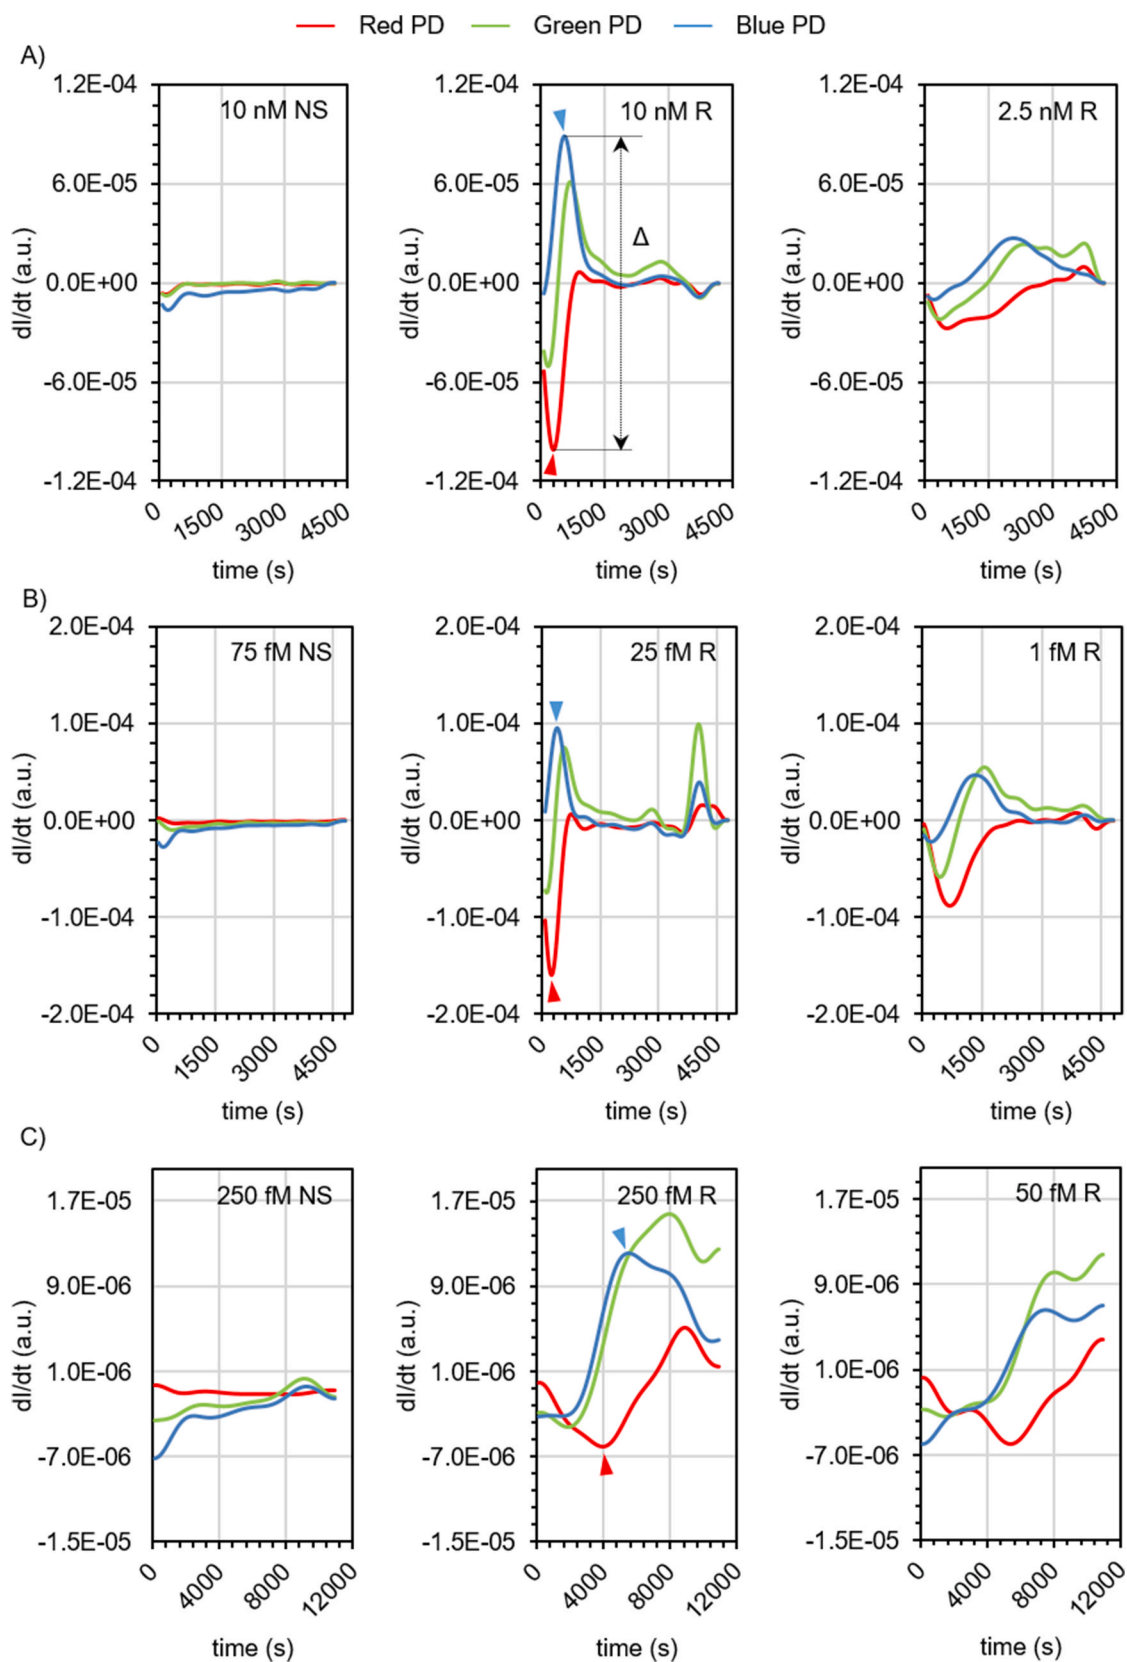 Red PD Green PD Blue PD
A)
10 nM NS
1.2E-04
6.0E-05
0.0E+00
-6.0E-05
-1.2E-04
dI/dt (a.u.)
0 1500 3000 4500
time (s)
10 nM R
Δ
1.2E-04
6.0E-05
0.0E+00
-6.0E-05
-1.2E-04
dI/dt (a.u.)
0 1500 3000 4500
time (s)
2.5 nM R
1.2E-04
6.0E-05
0.0E+00
-6.0E-05
-1.2E-04
dI/dt (a.u.)
0 1500 3000 4500
time (s)
B)
75 fM NS
2.0E-04
1.0E-04
0.0E+00
-1.0E-04
-2.0E-04
dI/dt (a.u.)
0 1500 3000 4500
time (s)
25 fM R
2.0E-04
1.0E-04
0.0E+00
-1.0E-04
-2.0E-04
dI/dt (a.u.)
0 1500 3000 4500
time (s)
1 fM R
2.0E-04
1.0E-04
0.0E+00
-1.0E-04
-2.0E-04
dI/dt (a.u.)
0 1500 3000 4500
time (s)
C)
250 fM NS
1.7E-05
9.0E-06
1.0E-06
-7.0E-06
-1.5E-05
dI/dt (a.u.)
0 4000 8000 12000
time (s)
250 fM R
1.7E-05
9.0E-06
1.0E-06
-7.0E-06
-1.5E-05
dI/dt (a.u.)
0 4000 8000 12000
time (s)
50 fM R
1.7E-05
9.0E-06
1.0E-06
-7.0E-06
-1.5E-05
dI/dt (a.u.)
0 4000 8000 12000
time (s)